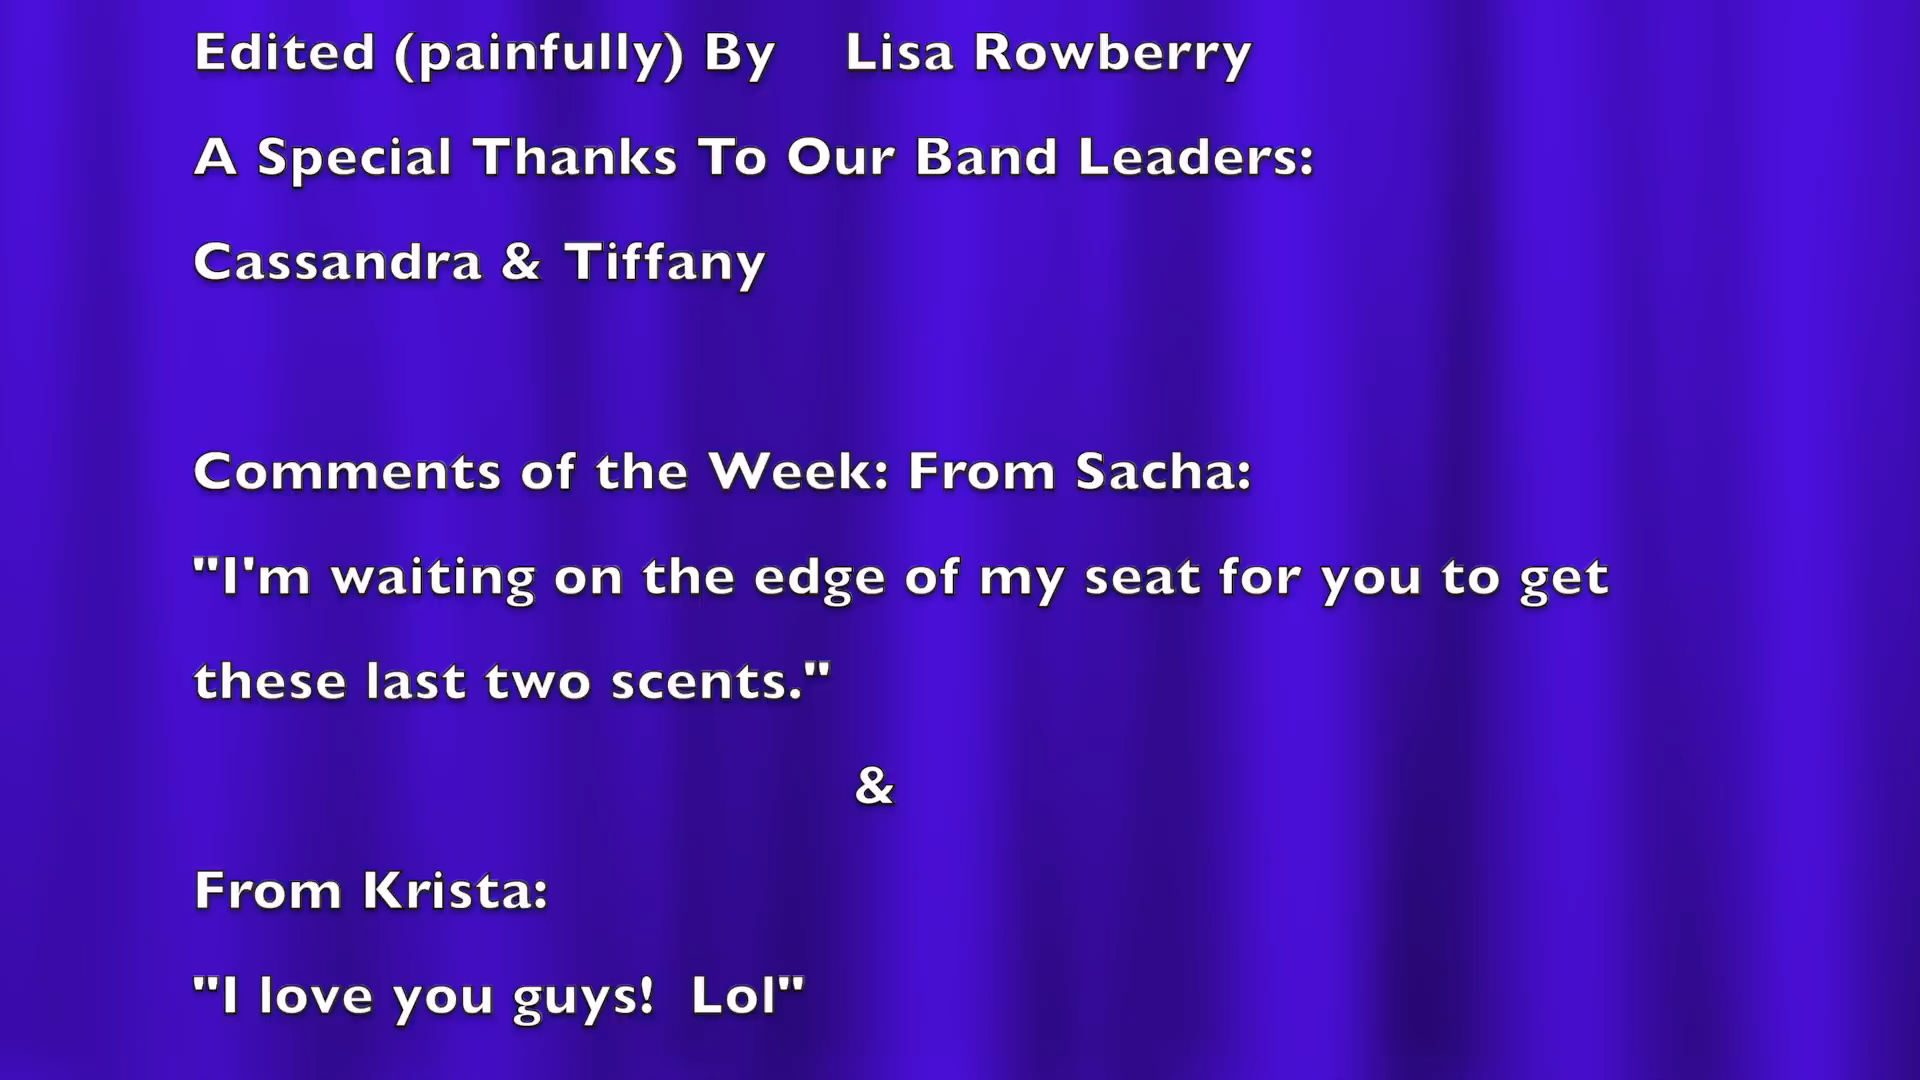 Edited (painfully) By    Lisa Rowberry
A Special Thanks To Our Band Leaders:
Cassandra & Tiffany
Comments of the Week: From Sacha:
"I'm waiting on the edge of my seat for you to get
these last two scents."
&
From Krista:
"I love you guys!  Lol"